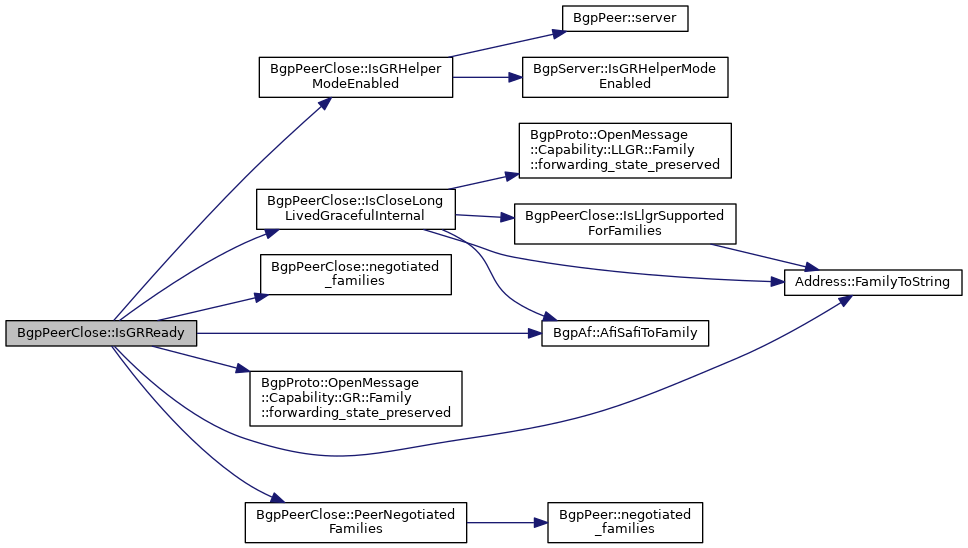 BgpPeer::server
BgpPeerClose::IsGRHelper
ModeEnabled
BgpServer::IsGRHelperMode
Enabled
BgpProto::OpenMessage
::Capability::LLGR::Family
::forwarding_state_preserved
BgpPeerClose::IsCloseLong
LivedGracefulInternal
BgpPeerClose::IsLlgrSupported
ForFamilies
BgpPeerClose::negotiated
_families
Address::FamilyToString
BgpPeerClose::IsGRReady
BgpAf::AfiSafiToFamily
BgpProto::OpenMessage
::Capability::GR::Family
::forwarding_state_preserved
BgpPeerClose::PeerNegotiated
Families
BgpPeer::negotiated
_families